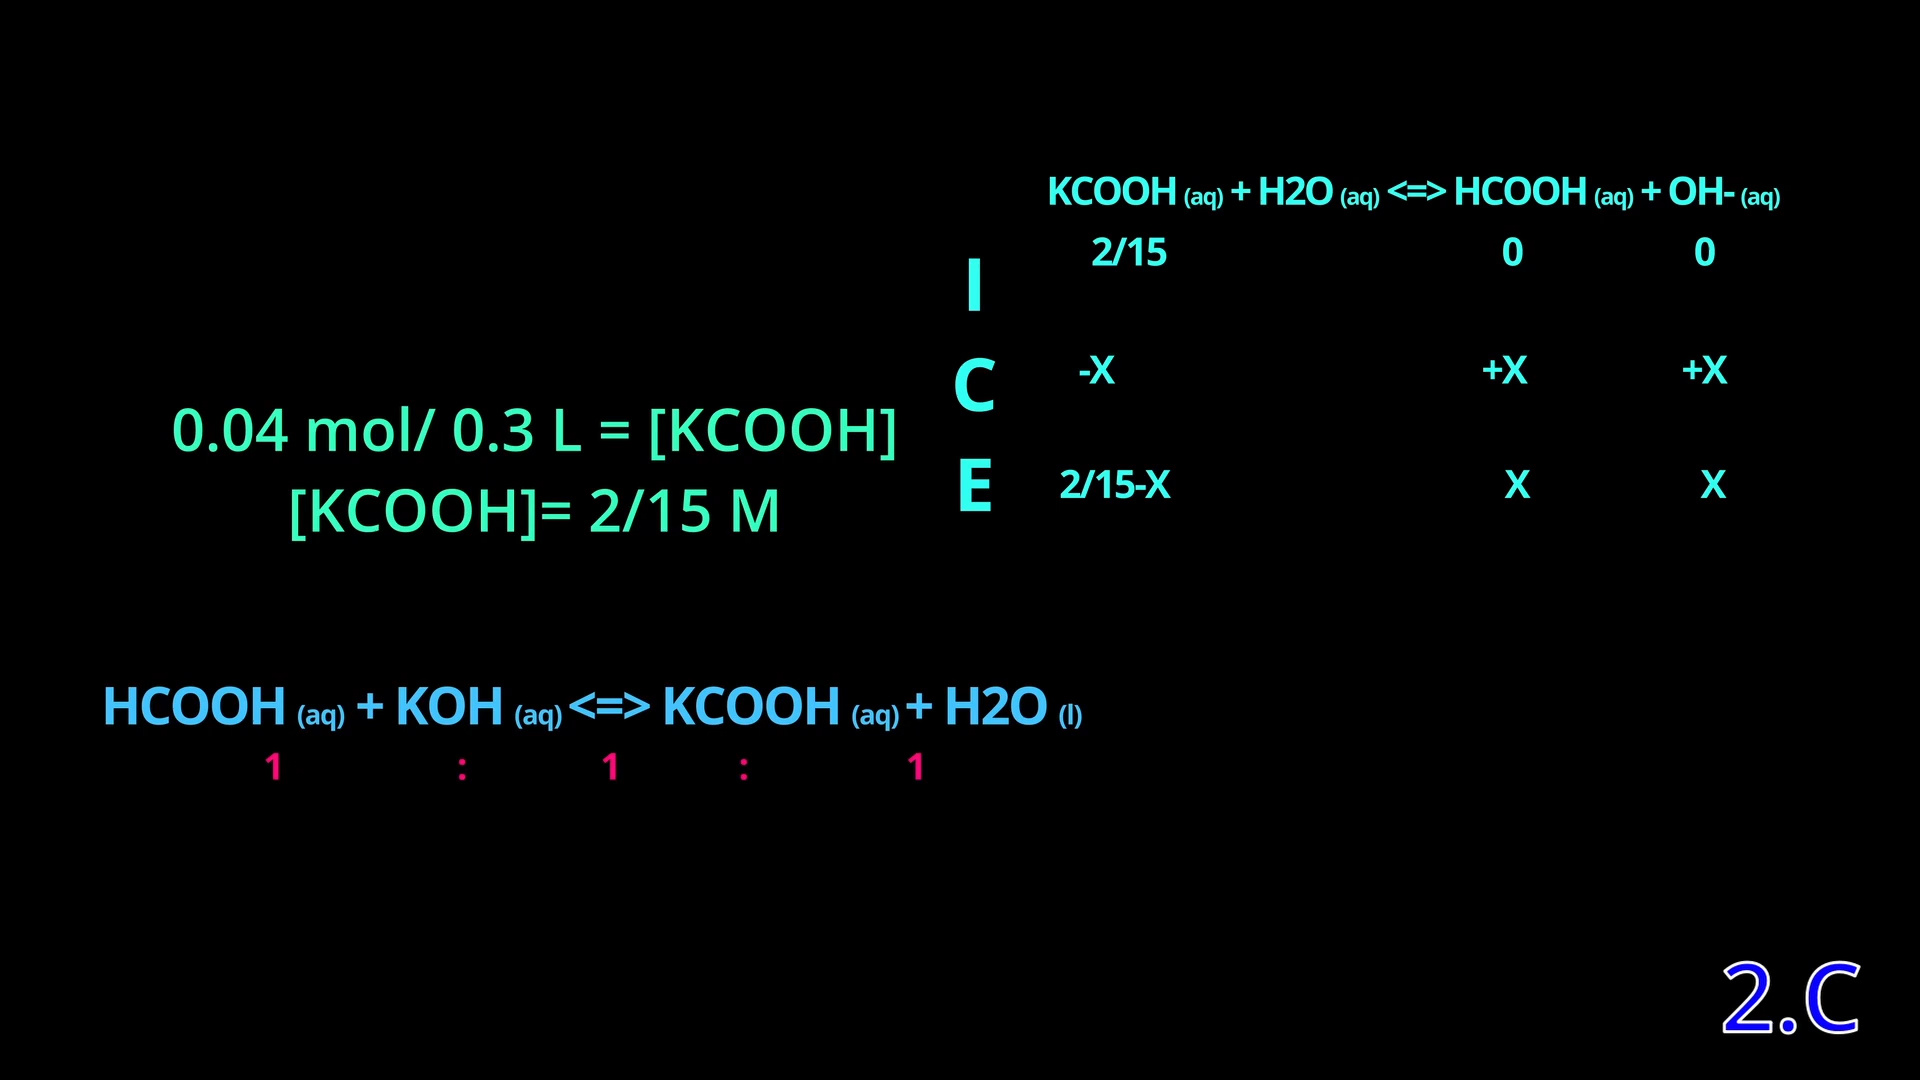 KCOOH (aq) + H2O (aq) <=> HCOOH (aq) + OH- (aq)
I 2/15 0 0
C -X +X +X
E 2/15-X X X
0.04 mol/ 0.3 L = [KCOOH]
[KCOOH]= 2/15 M
HCOOH (aq) + KOH (aq) <=> KCOOH (aq) + H2O (l)
1 : 1 : 1
2.C